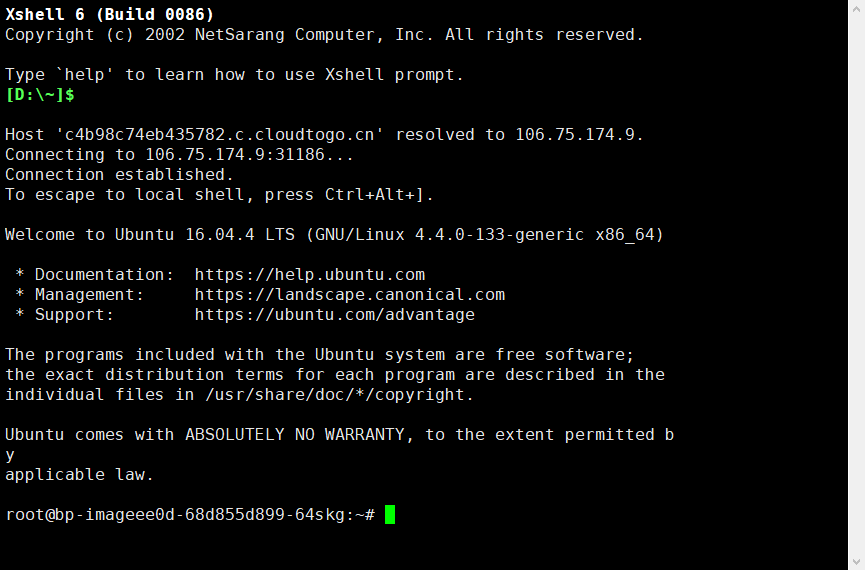 Xshell 6 (Build 0086)
Copyright (c) 2002 NetSarang Computer, Inc. All rights reserved.
Type `help' to learn how to use Xshell prompt.
[D:\~]$
Host 'c4b98c74eb435782.c.cloudtogo.cn' resolved to 106.75.174.9.
Connecting to 106.75.174.9:31186...
Connection established.
To escape to local shell, press Ctrl+Alt+].
Welcome to Ubuntu 16.04.4 LTS (GNU/Linux 4.4.0-133-generic x86_64)
 * Documentation:  https://help.ubuntu.com
 * Management:     https://landscape.canonical.com
 * Support:        https://ubuntu.com/advantage
The programs included with the Ubuntu system are free software;
the exact distribution terms for each program are described in the
individual files in /usr/share/doc/*/copyright.
Ubuntu comes with ABSOLUTELY NO WARRANTY, to the extent permitted b
y
applicable law.
root@bp-imageee0d-68d855d899-64skg:~#